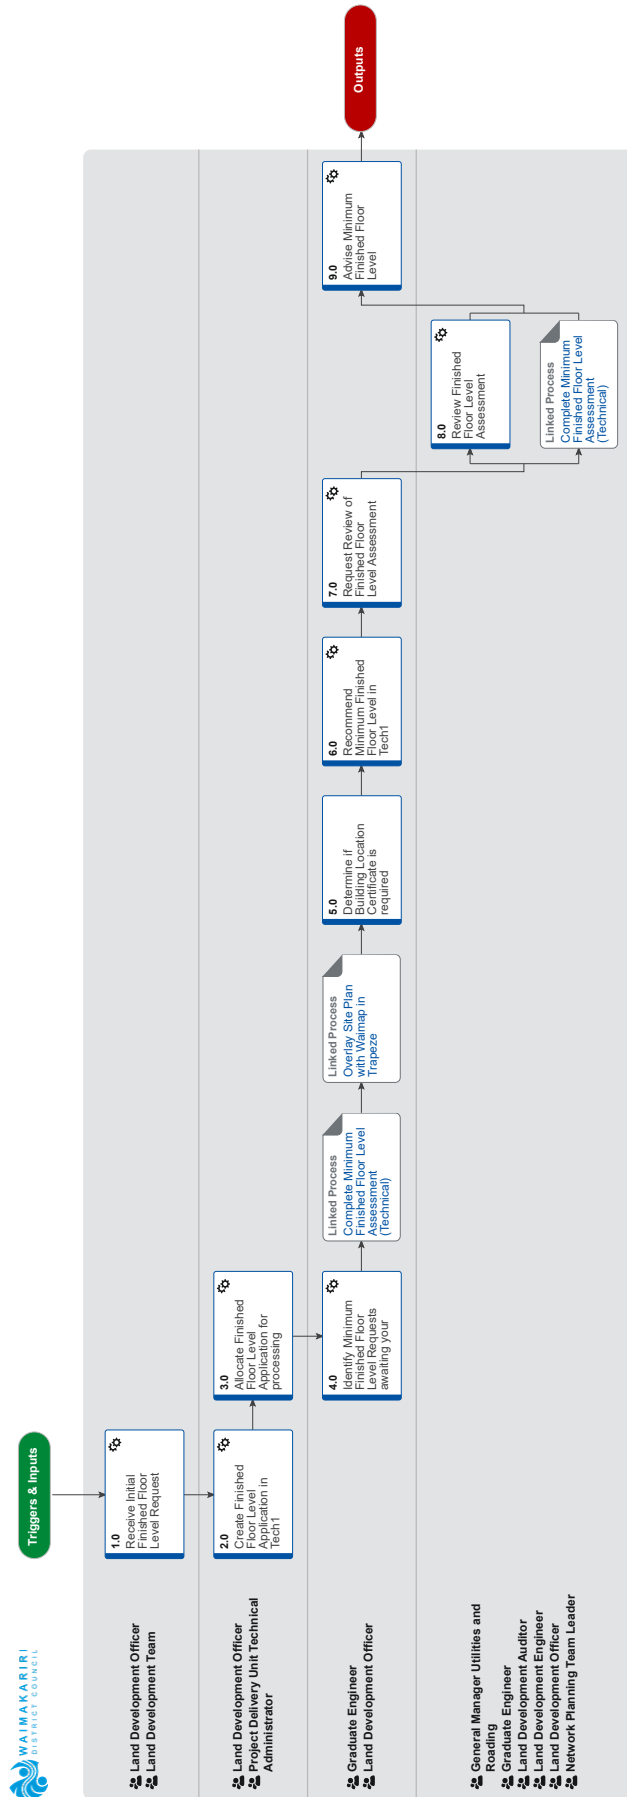 WAIMAKARIRI
DISTRICT COUNCIL
Triggers & Inputs
Land Development Officer
Land Development Team
1.0
Receive Initial
Finished Floor
Level Request
Land Development Officer
Project Delivery Unit Technical
Administrator
2.0
Create Finished
Floor Level
Application in
Tech1
3.0
Allocate Finished
Floor Level
Application for
processing
Graduate Engineer
Land Development Officer
4.0
Identify Minimum
Finished Floor
Level Requests
awaiting your
Linked Process
Complete Minimum
Finished Floor Level
Assessment
(Technical)
Linked Process
Overlay Site Plan
with Waimap in
Trapeze
5.0
Determine if
Building Location
Certificate is
required
6.0
Recommend
Minimum Finished
Floor Level in
Tech1
7.0
Request Review of
Finished Floor
Level Assessment
9.0
Advise Minimum
Finished Floor
Level
Outputs
General Manager Utilities and
Roading
Graduate Engineer
Land Development Auditor
Land Development Engineer
Land Development Officer
Network Planning Team Leader
8.0
Review Finished
Floor Level
Assessment
Linked Process
Complete Minimum
Finished Floor Level
Assessment
(Technical)